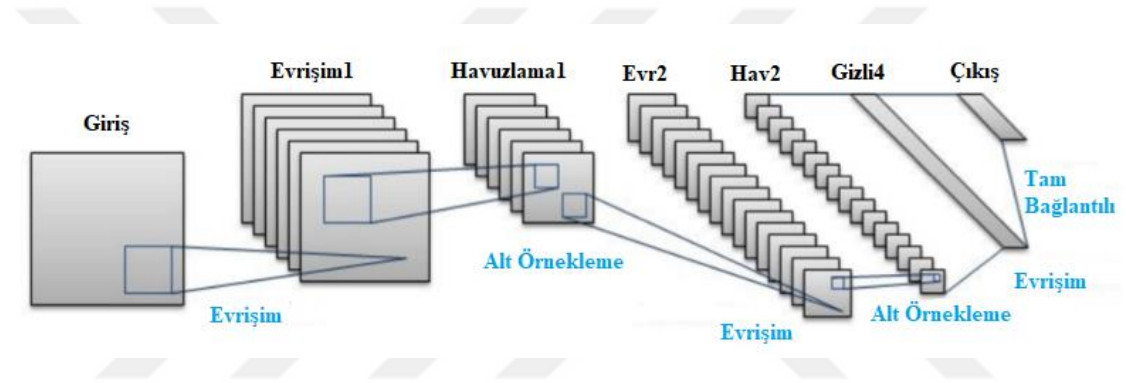 Giriş
Evrişim1
Havuzlama1
Evr2
Hav2
Gizli4
Çıkış
Evrişim
Alt Örnekleme
Evrişim
Alt Örnekleme
Evrişim
Tam
Bağlantılı